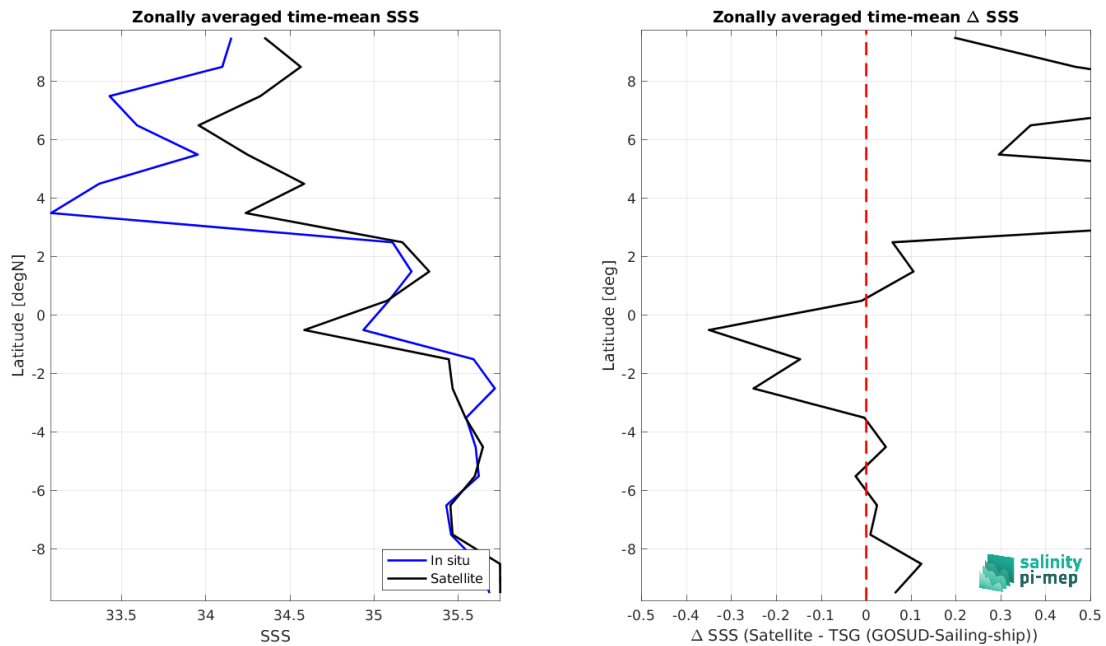 Zonally averaged time-mean SSS
Latitude [degN]
8
6
4
2
0
-2
-4
-6
-8
33.5 34 34.5 35 35.5
SSS
In situ
Satellite
Zonally averaged time-mean Δ SSS
Latitude [deg]
8
6
4
2
0
-2
-4
-6
-8
-0.5 -0.4 -0.3 -0.2 -0.1 0 0.1 0.2 0.3 0.4 0.5
Δ SSS (Satellite - TSG (GOSUD-Sailing-ship))
salinity
pi-mep